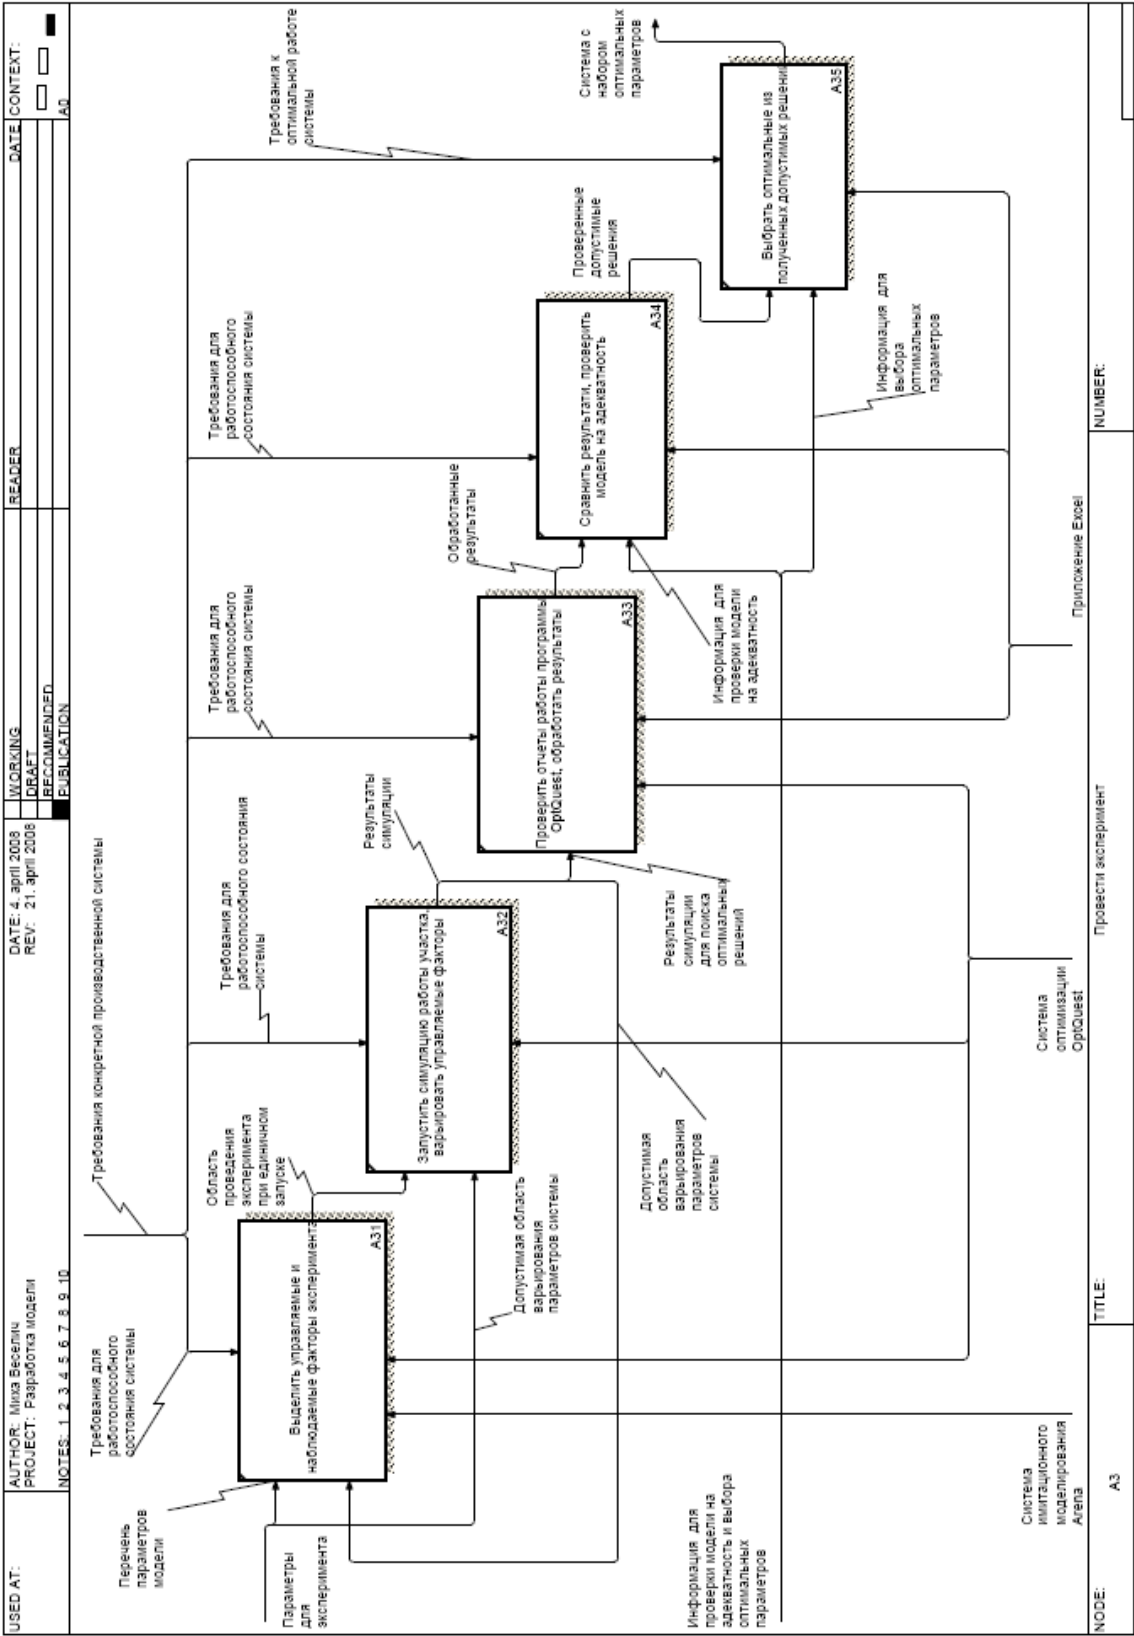 USED AT:
AUTHOR: Миха Веселич
PROJECT: Разработка модели
NOTES: 1 2 3 4 5 6 7 8 9 10
DATE: 4. april 2008
REV: 21. april 2008
WORKING
DRAFT
RECOMMENDED
PUBLICATION
READER
DATE
CONTEXT:
A0
Требования конкретной производственной системы
Требования для
работоспособного
состояния системы
Перечень
параметров
модели
Параметры
для
эксперимента
Выделить управляемые и
наблюдаемые факторы эксперимента
A31
Область
проведения
эксперимента
при единичном
запуске
Требования для
работоспособного состояния
системы
Запустить симуляцию работы участка,
варьировать управляемые факторы
A32
Допустимая область
варьирования
параметров системы
Результаты
симуляции
Требования для
работоспособного
состояния системы
Проверить отчеты работы программы
OptQuest, обработать результаты
A33
Результаты
симуляции
для поиска
оптимальных
решений
Допустимая
область
варьирования
параметров
системы
Обработанные
результаты
Требования для
работоспособного
состояния системы
Сравнить результати, проверить
модель на адекватность
A34
Информация для
проверки модели
на адекватность
Проверенные
допустимые
решения
Требования к
оптимальной работе
системы
Выбрать оптимальные из
полученных допустимых решений
A35
Система с
набором
оптимальных
параметров
Информация для
выбора
оптимальных
параметров
Информация для
проверки модели на
адекватность и выбора
оптимальных
параметров
Система
имитационного
моделирования
Arena
Система
оптимизации
OptQuest
Приложение Excel
NODE:
A3
TITLE:
Провести эксперимент
NUMBER: